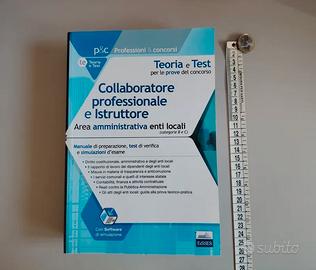 p&c Professioni & concorsi
Teoria e Test
Teoria e Test
per le prove del concorso
Collaboratore
professionale
e Istruttore
Area amministrativa enti locali
(categorie B e C)
Manuale di preparazione, test di verifica
e simulazioni d'esame
• Diritto costituzionale, amministrativo e degli enti locali
• Il rapporto di lavoro dei dipendenti degli enti locali
• Misure in materia di trasparenza e anticorruzione
• I servizi comunali e quelli di interesse statale
• Contabilità, finanza e attività contrattuale
• Reati contro la Pubblica Amministrazione
• Gli atti degli enti locali: guida alla prova teorico-pratica
Con Software
di simulazione
EdiSES
subito
26
27
28